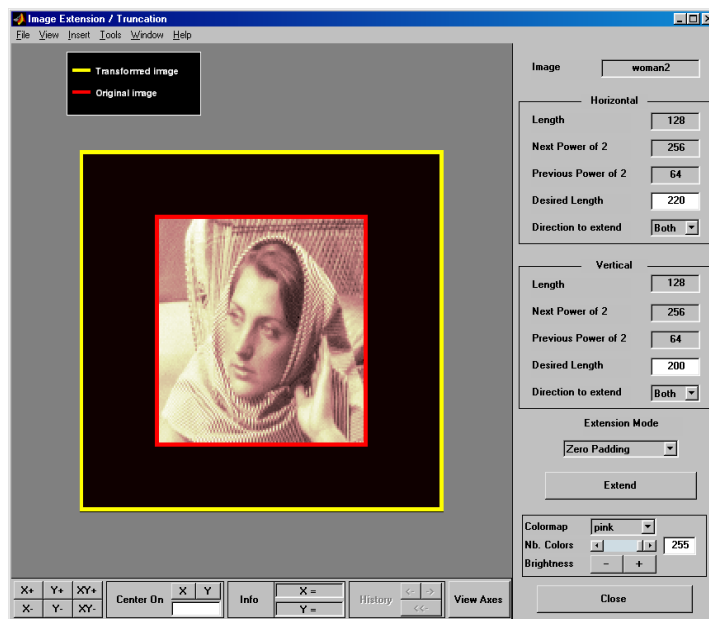 Image Extension / Truncation
File View Insert Tools Window Help
Transformed image
Original image
Image woman2
Horizontal
Length 128
Next Power of 2 256
Previous Power of 2 64
Desired Length 220
Direction to extend Both
Vertical
Length 128
Next Power of 2 256
Previous Power of 2 64
Desired Length 200
Direction to extend Both
Extension Mode
Zero Padding
Extend
Colormap pink
Nb. Colors 255
Brightness - +
X+ Y+ XY+
X- Y- XY-
Center On X Y
Info X =
Y =
History <- ->
<<-
View Axes
Close